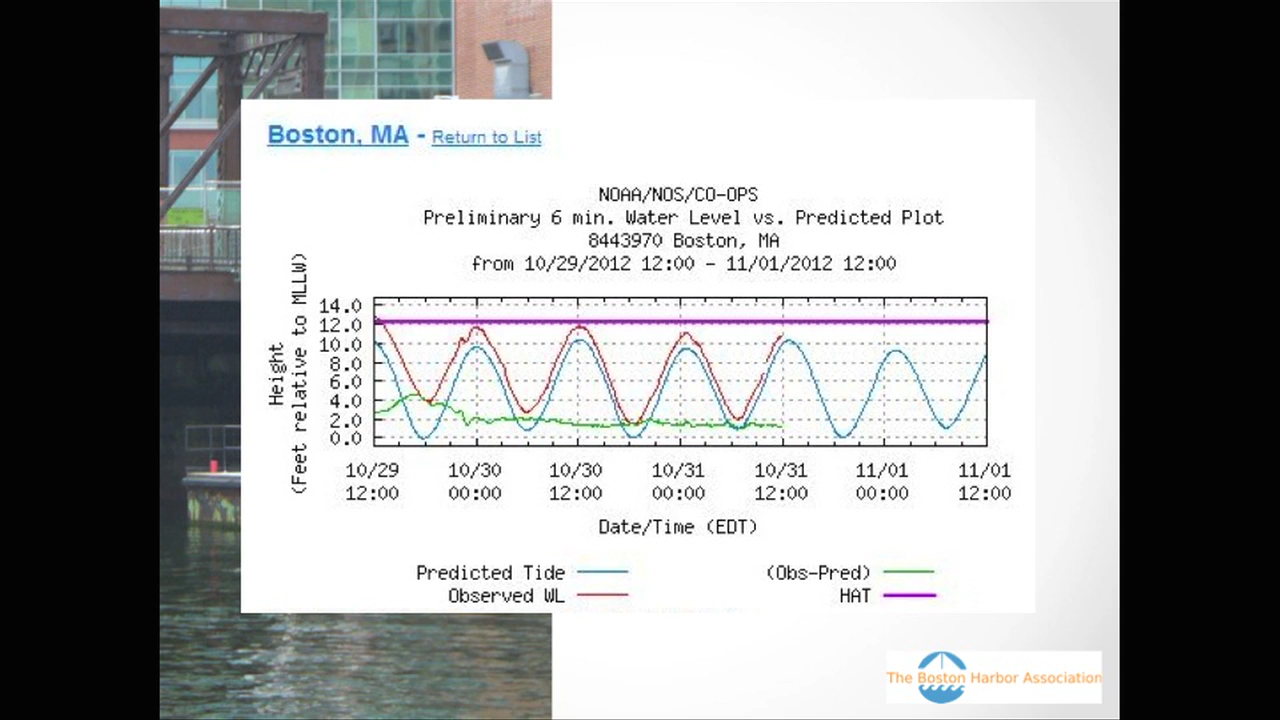 Boston, MA - Return to List
NOAA/NOS/CO-OPS
Preliminary 6 min. Water Level vs. Predicted Plot
8443970 Boston, MA
from 10/29/2012 12:00 - 11/01/2012 12:00
Height
(Feet relative to MLLW)
14.0
12.0
10.0
8.0
6.0
4.0
2.0
0.0
10/29 10/30 10/30 10/31 10/31 11/01 11/01
12:00 00:00 12:00 00:00 12:00 00:00 12:00
Date/Time (EDT)
Predicted Tide (Obs-Pred)
Observed WL HAT
The Boston Harbor Association